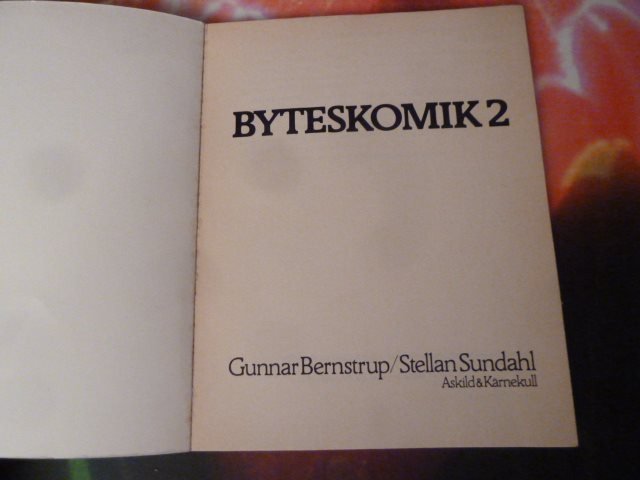 BYTESKOMIK 2
Gunnar Bernstrup/Stellan Sundahl
Askild & Kärnekull